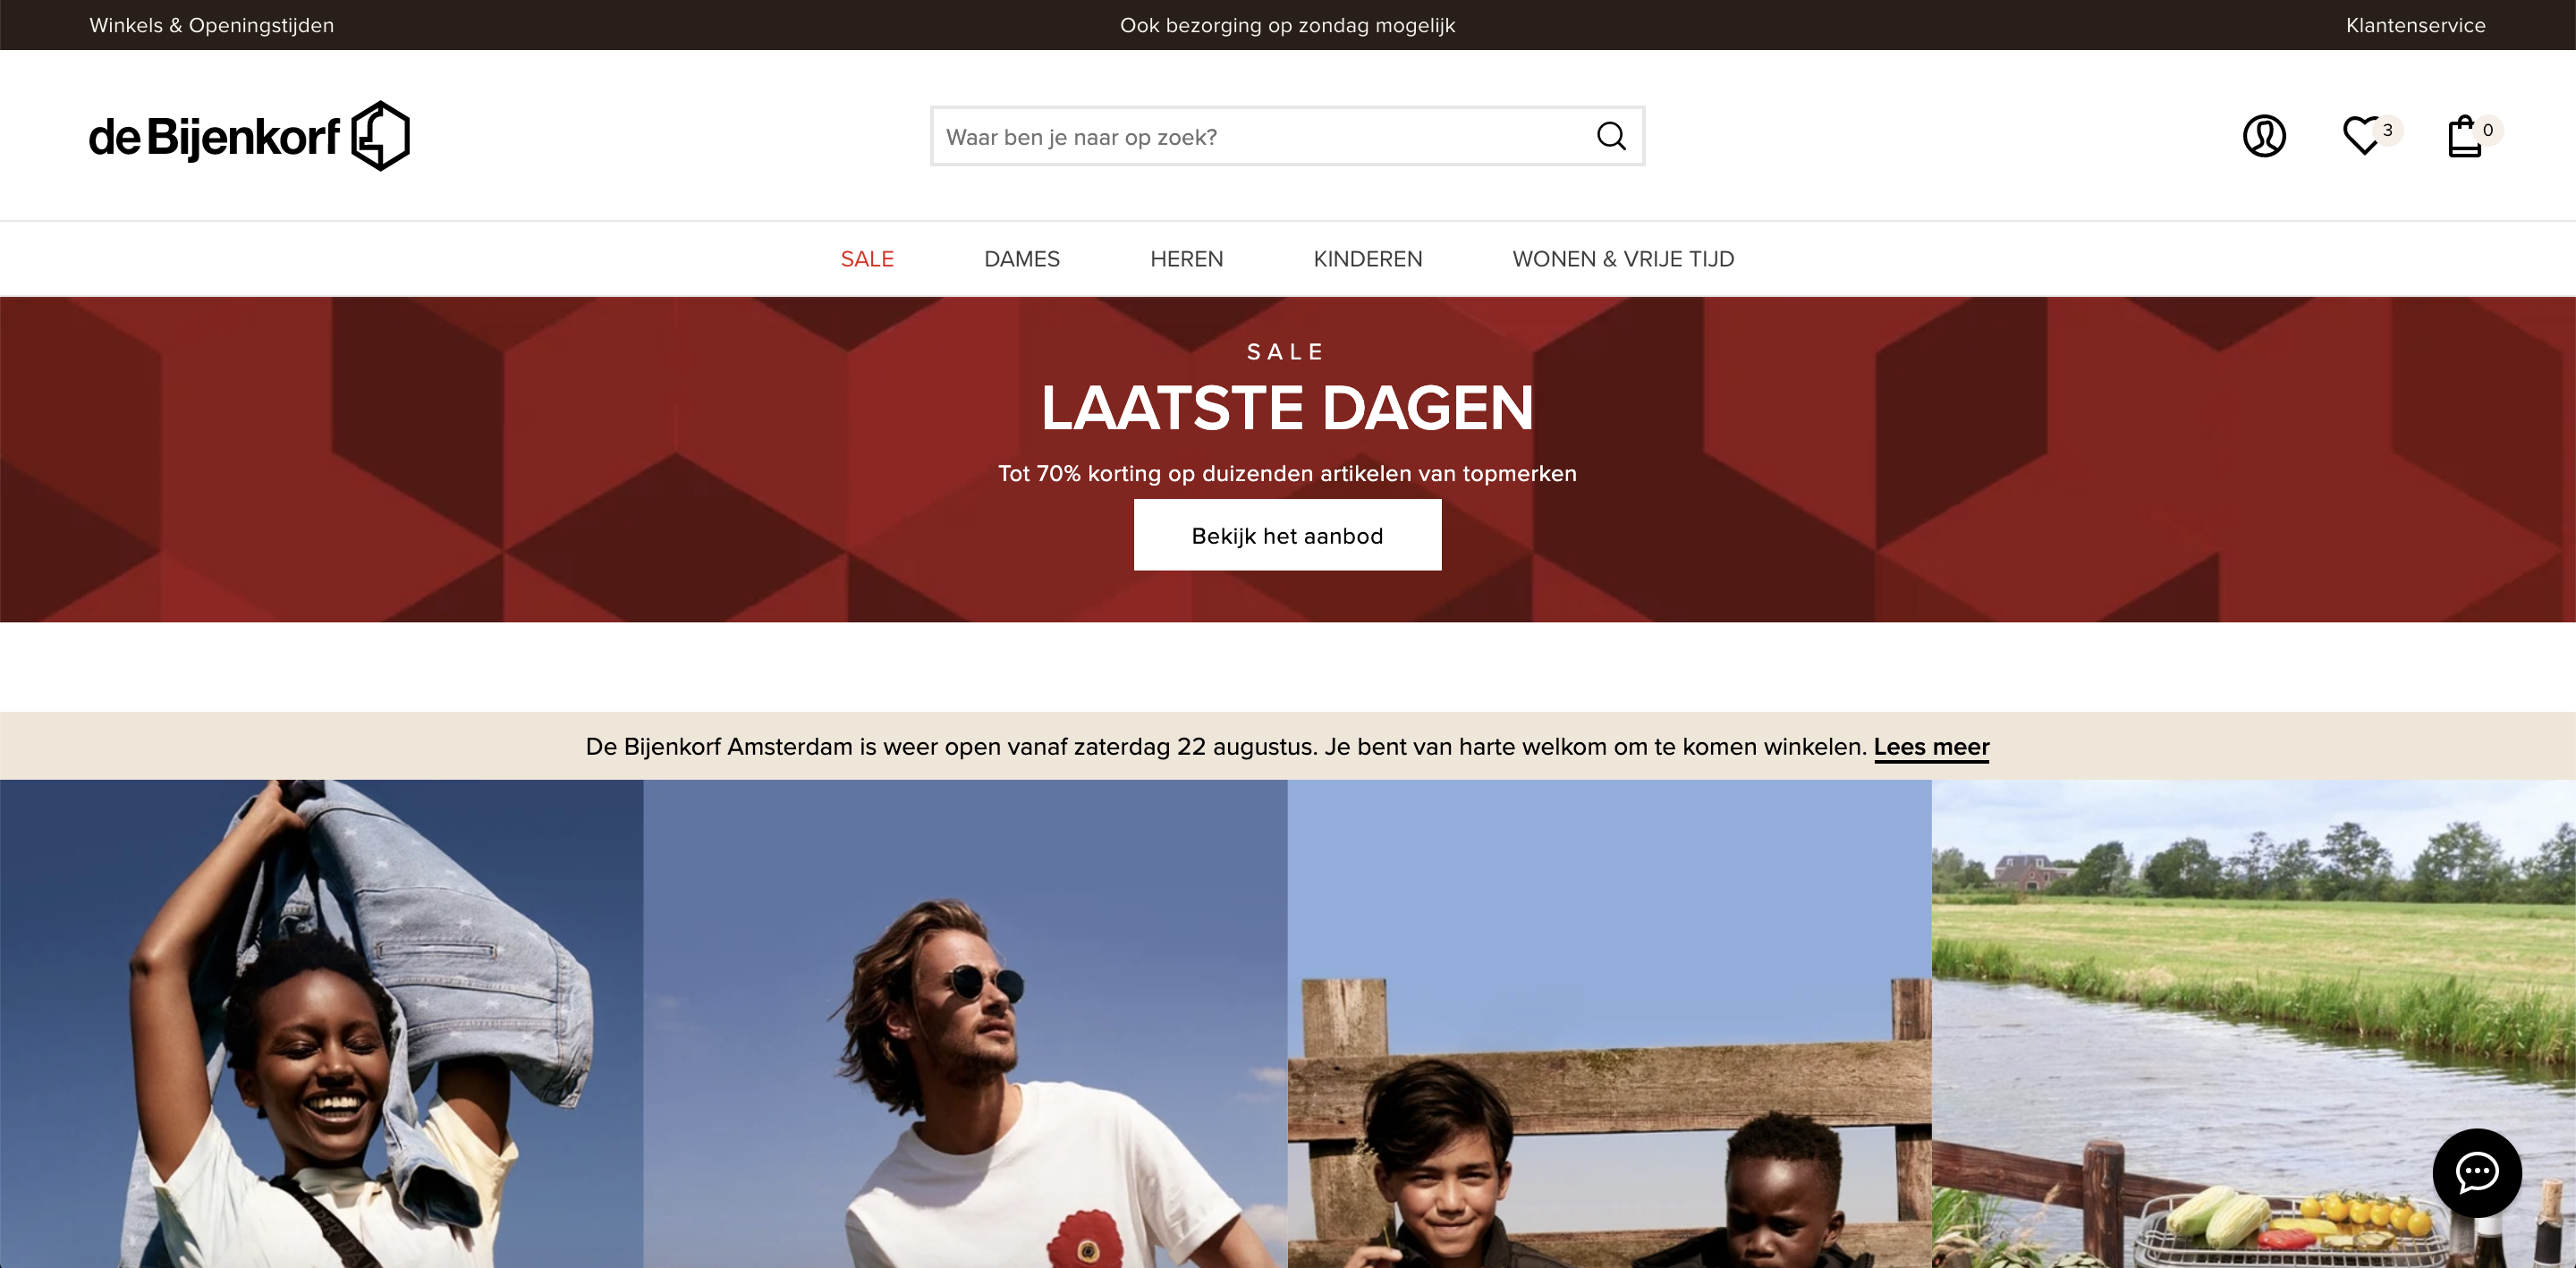 Winkels & Openingstijden
Ook bezorging op zondag mogelijk
Klantenservice
de Bijenkorf
Waar ben je naar op zoek?
3
0
SALE
DAMES
HEREN
KINDEREN
WONEN & VRIJE TIJD
SALE
LAATSTE DAGEN
Tot 70% korting op duizenden artikelen van topmerken
Bekijk het aanbod
De Bijenkorf Amsterdam is weer open vanaf zaterdag 22 augustus. Je bent van harte welkom om te komen winkelen. Lees meer